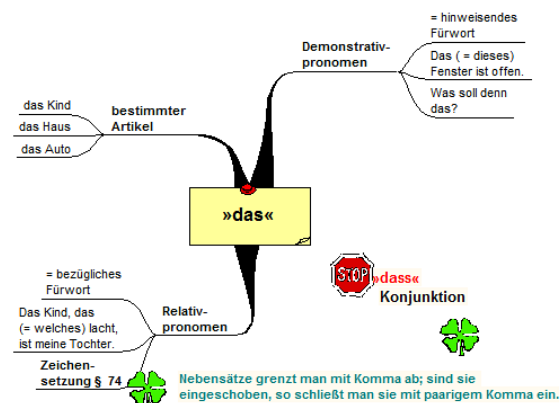 = hinweisendes
Fürwort
Demonstrativ-
pronomen
Das ( = dieses)
Fenster ist offen.
Was soll denn
das?
das Kind
das Haus
das Auto
bestimmter
Artikel
»das«
STOP
»dass«
Konjunktion
= bezügliches
Fürwort
Das Kind, das
(= welches) lacht,
ist meine Tochter.
Relativ-
pronomen
Zeichen-
setzung § 74
Nebensätze grenzt man mit Komma ab; sind sie
eingeschoben, so schließt man sie mit paarigem Komma ein.